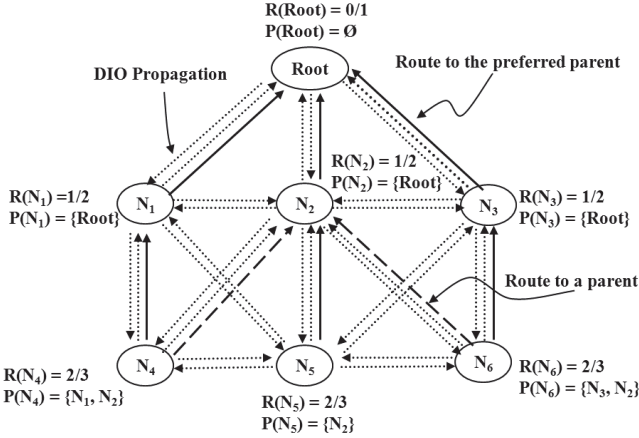 R(Root) = 0/1
P(Root) = Ø
Root
DIO Propagation
Route to the preferred parent
R(N₂) = 1/2
P(N₂) = {Root}
R(N₁) =1/2
P(N₁) = {Root}
N₁
N₂
N₃
R(N₃) = 1/2
P(N₃) = {Root}
Route to a parent
N₄
N₅
N₆
R(N₄) = 2/3
P(N₄) = {N₁, N₂}
R(N₅) = 2/3
P(N₅) = {N₂}
R(N₆) = 2/3
P(N₆) = {N₃, N₂}